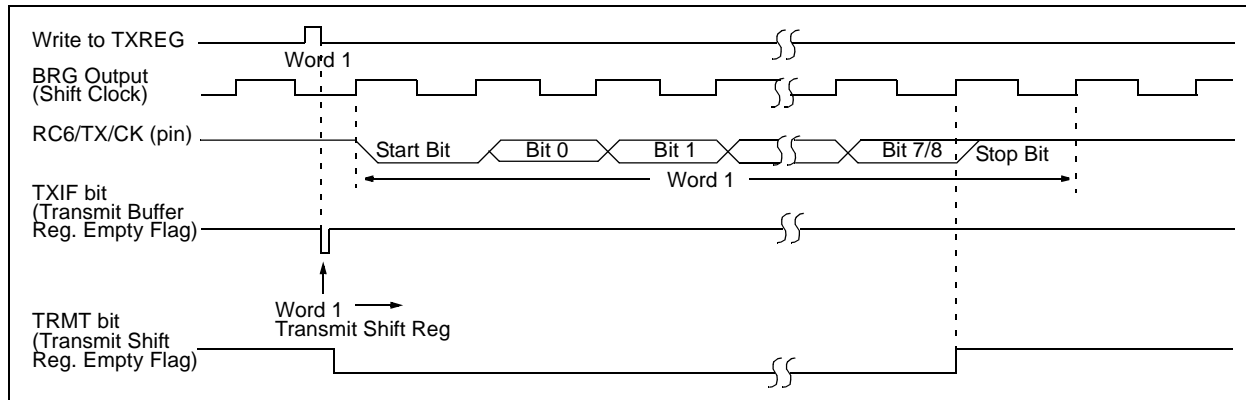 Write to TXREG
Word 1
BRG Output
(Shift Clock)
RC6/TX/CK (pin)
Start Bit
Bit 0
Bit 1
Bit 7/8
Stop Bit
Word 1
TXIF bit
(Transmit Buffer
Reg. Empty Flag)
Word 1
Transmit Shift Reg
TRMT bit
(Transmit Shift
Reg. Empty Flag)